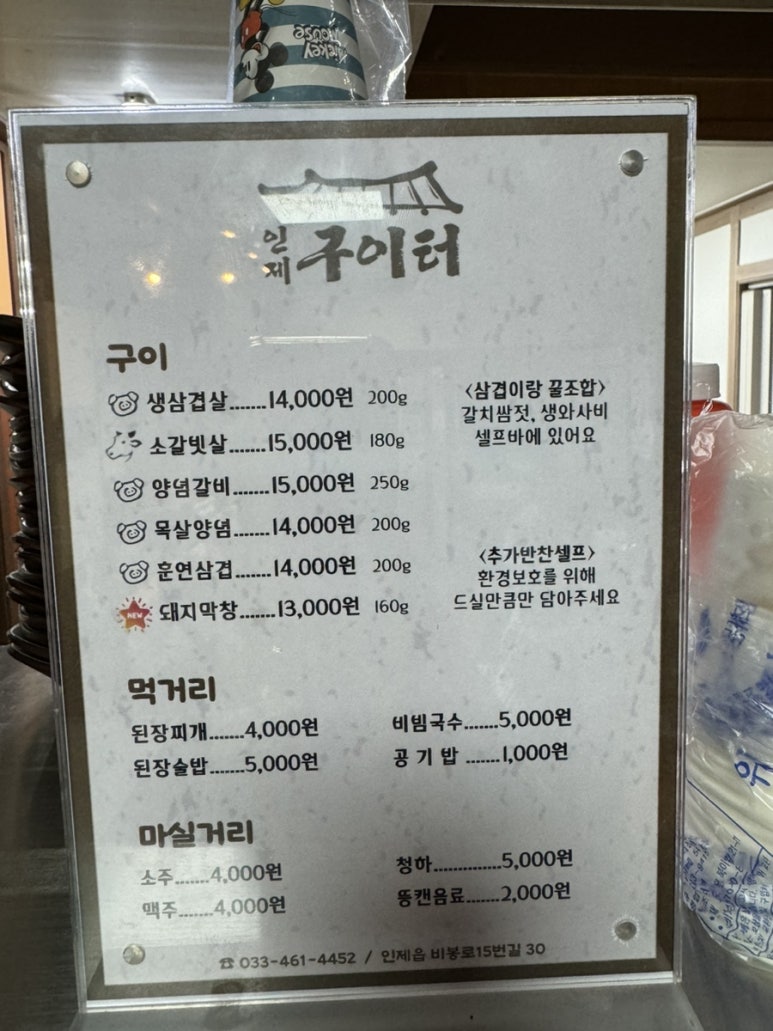 Mickey
Mouse
인제
구이터
구이
생삼겹살.......14,000원 200g
소갈빗살.......15,000원 180g
양념갈비.......15,000원 250g
목살양념.......14,000원 200g
훈연삼겹.......14,000원 200g
NEW 돼지막창.......13,000원 160g
<삼겹이랑 꿀조합>
갈치쌈젓, 생와사비
셀프바에 있어요
<추가반찬셀프>
환경보호를 위해
드실만큼만 담아주세요
먹거리
된장찌개.......4,000원
된장술밥.......5,000원
비빔국수.......5,000원
공 기 밥 .......1,000원
마실거리
소주.......4,000원
맥주.......4,000원
청하..............5,000원
뚱캔음료.......2,000원
☎ 033-461-4452 / 인제읍 비봉로15번길 30